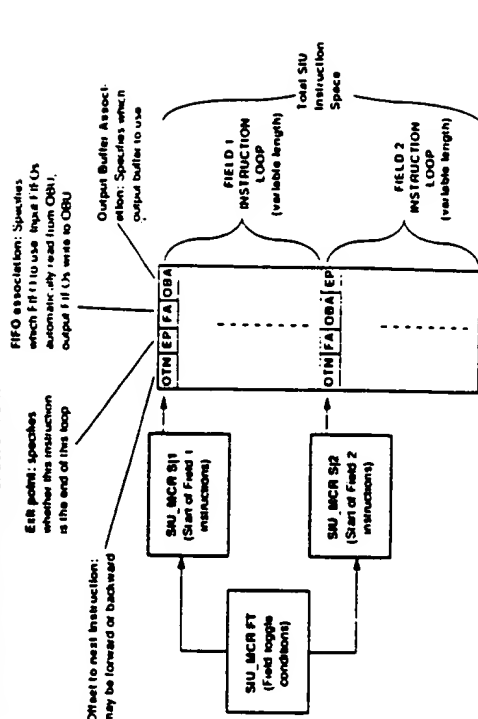 FIFO association: Specifies
which FIFO to use. Input FIFOs
automatically read from OBU,
output FIFOs write to OBU
Exit point: specifies
whether this instruction
is the end of this loop
Output Buffer Associ-
ation: Specifies which
output buffer to use
Offset to next instruction:
may be forward or backward
OTN EP FA OBA
FIELD 1
INSTRUCTION
LOOP
(variable length)
Total SIU
Instruction
Space
SIU_MCR SI1
(Start of Field 1
instructions)
SIU_MCR FT
(Field toggle
conditions)
OTN FA OBA EP
SIU_MCR SI2
(Start of Field 2
instructions)
FIELD 2
INSTRUCTION
LOOP
(variable length)